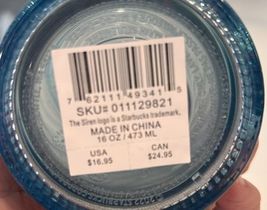 7 62111 49341 5
SKU# 011129821
The Siren logo is a Starbucks trademark.
MADE IN CHINA
16 OZ / 473 ML
USA CAN
$16.95 $24.95